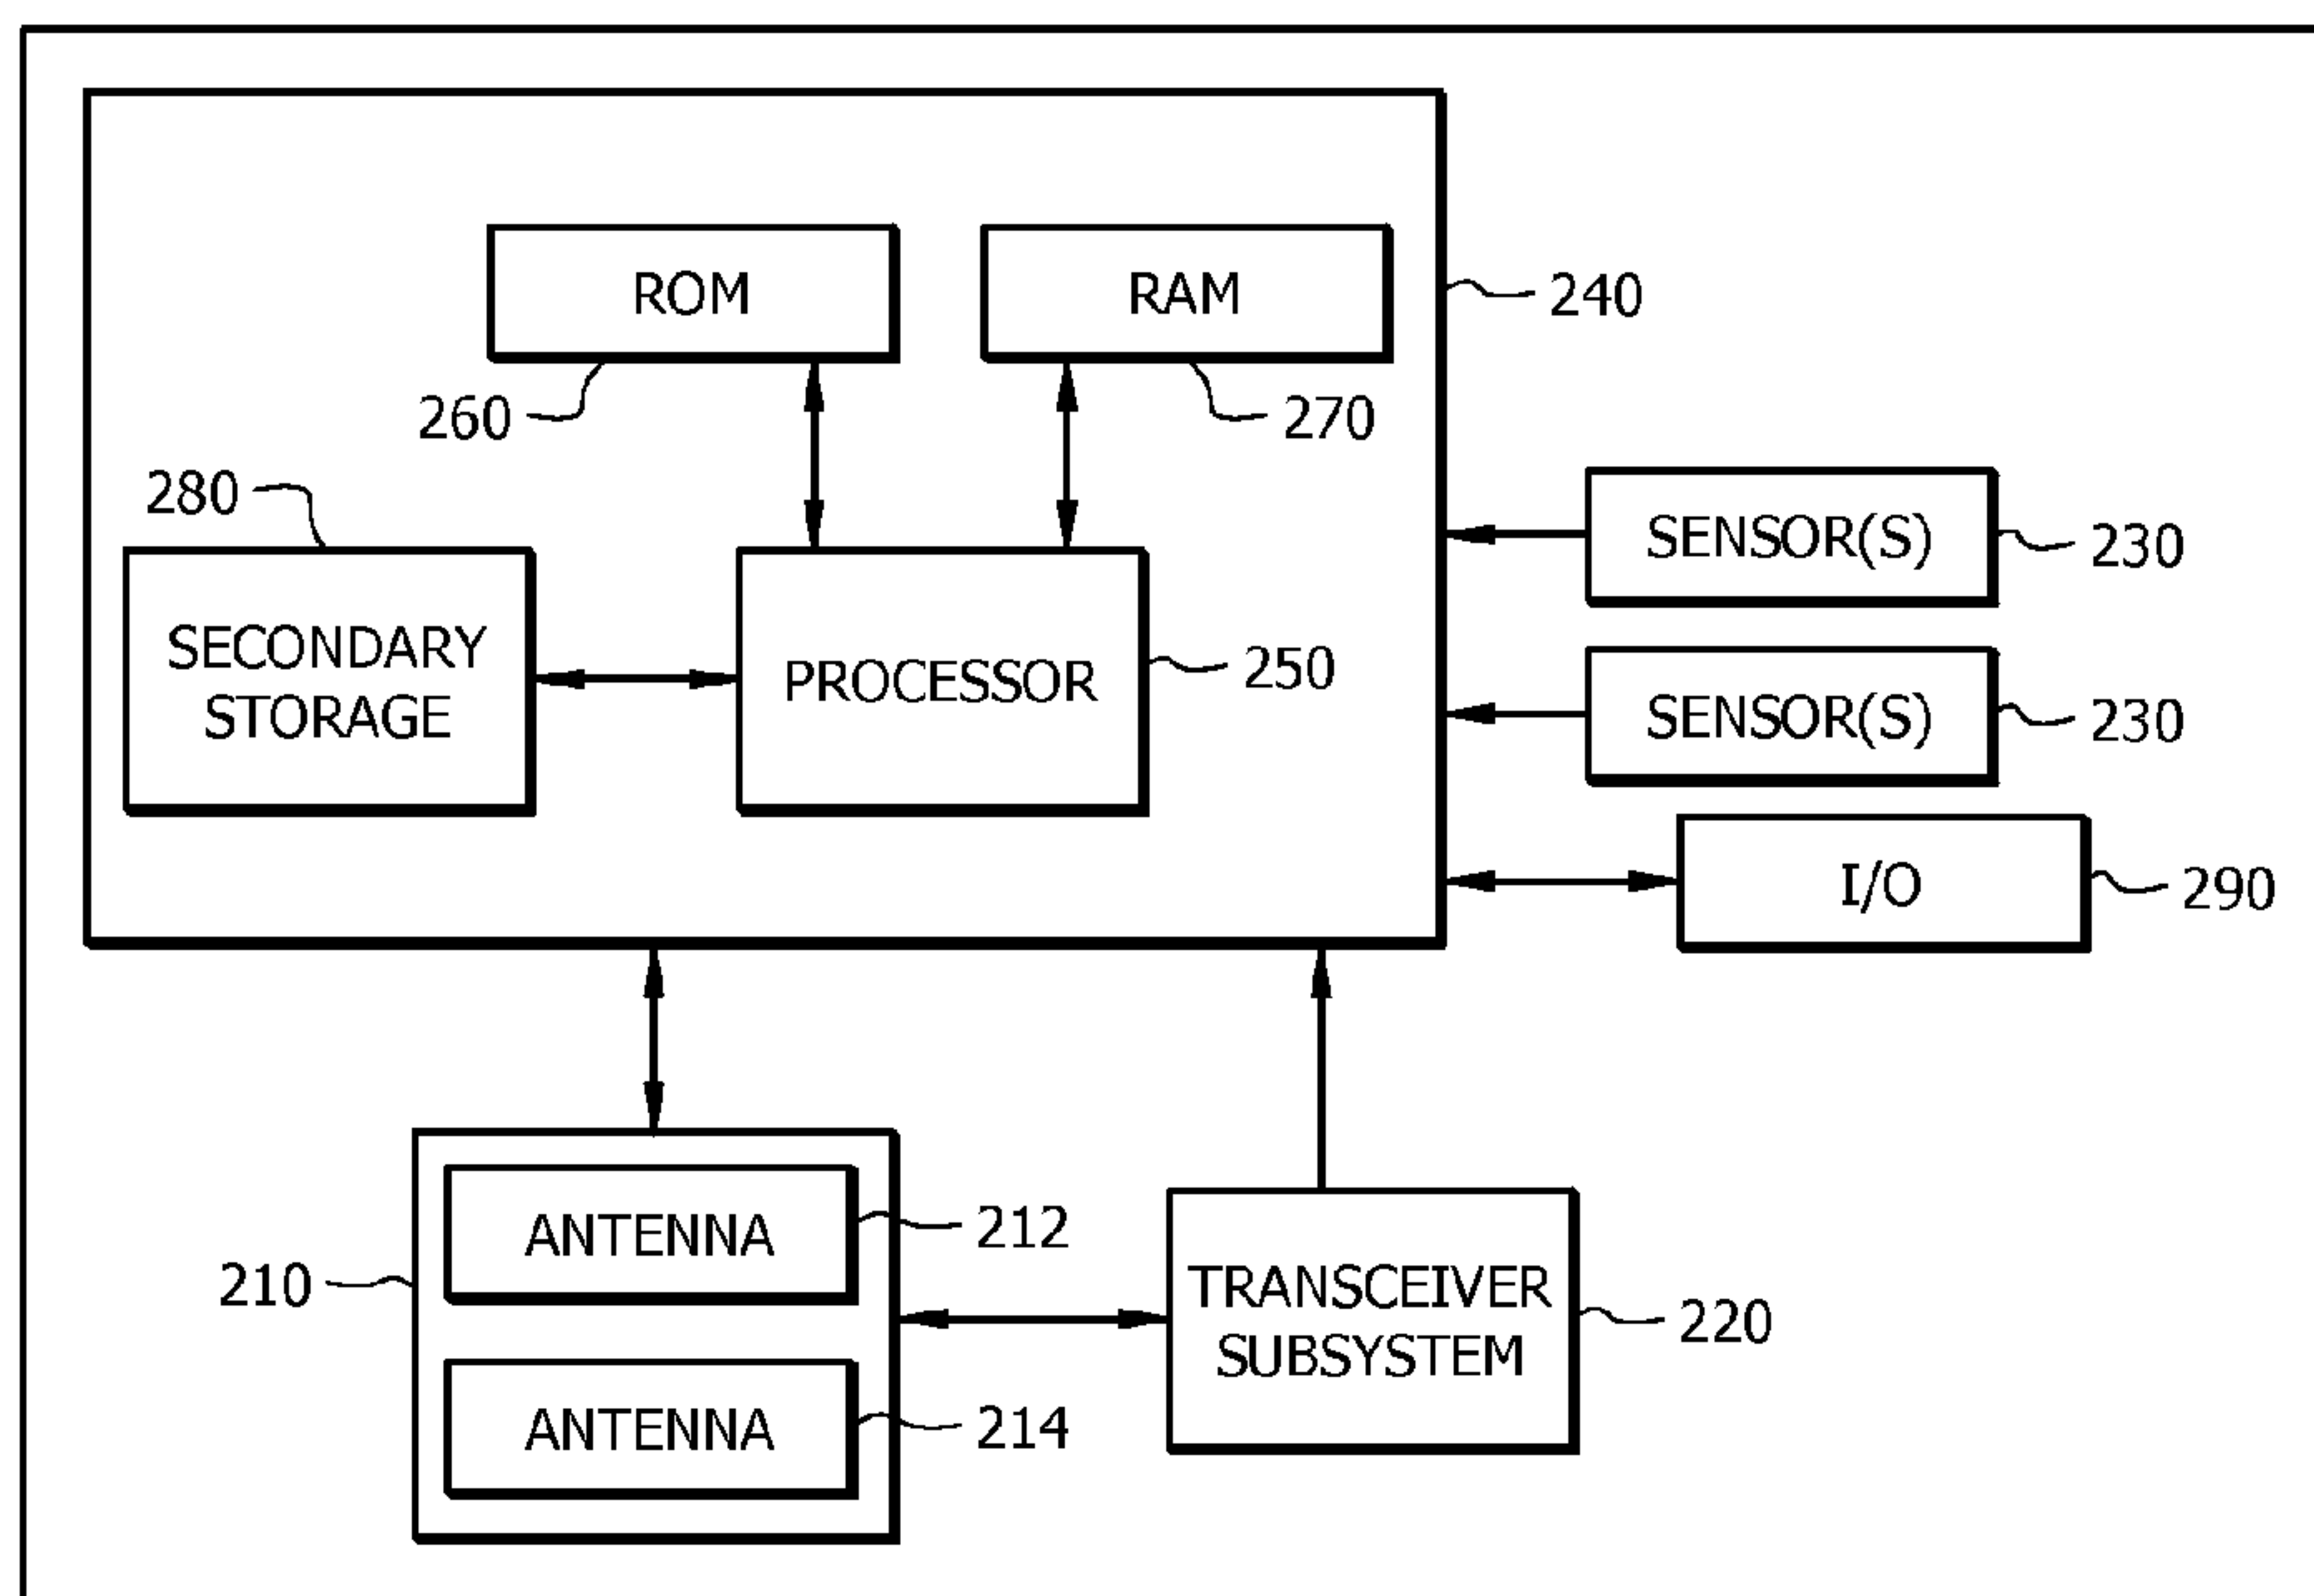 ROM
RAM
240
260
270
280
SENSOR(S)
230
SECONDARY
STORAGE
PROCESSOR
250
SENSOR(S)
230
I/O
290
ANTENNA
212
210
TRANSCEIVER
SUBSYSTEM
220
ANTENNA
214